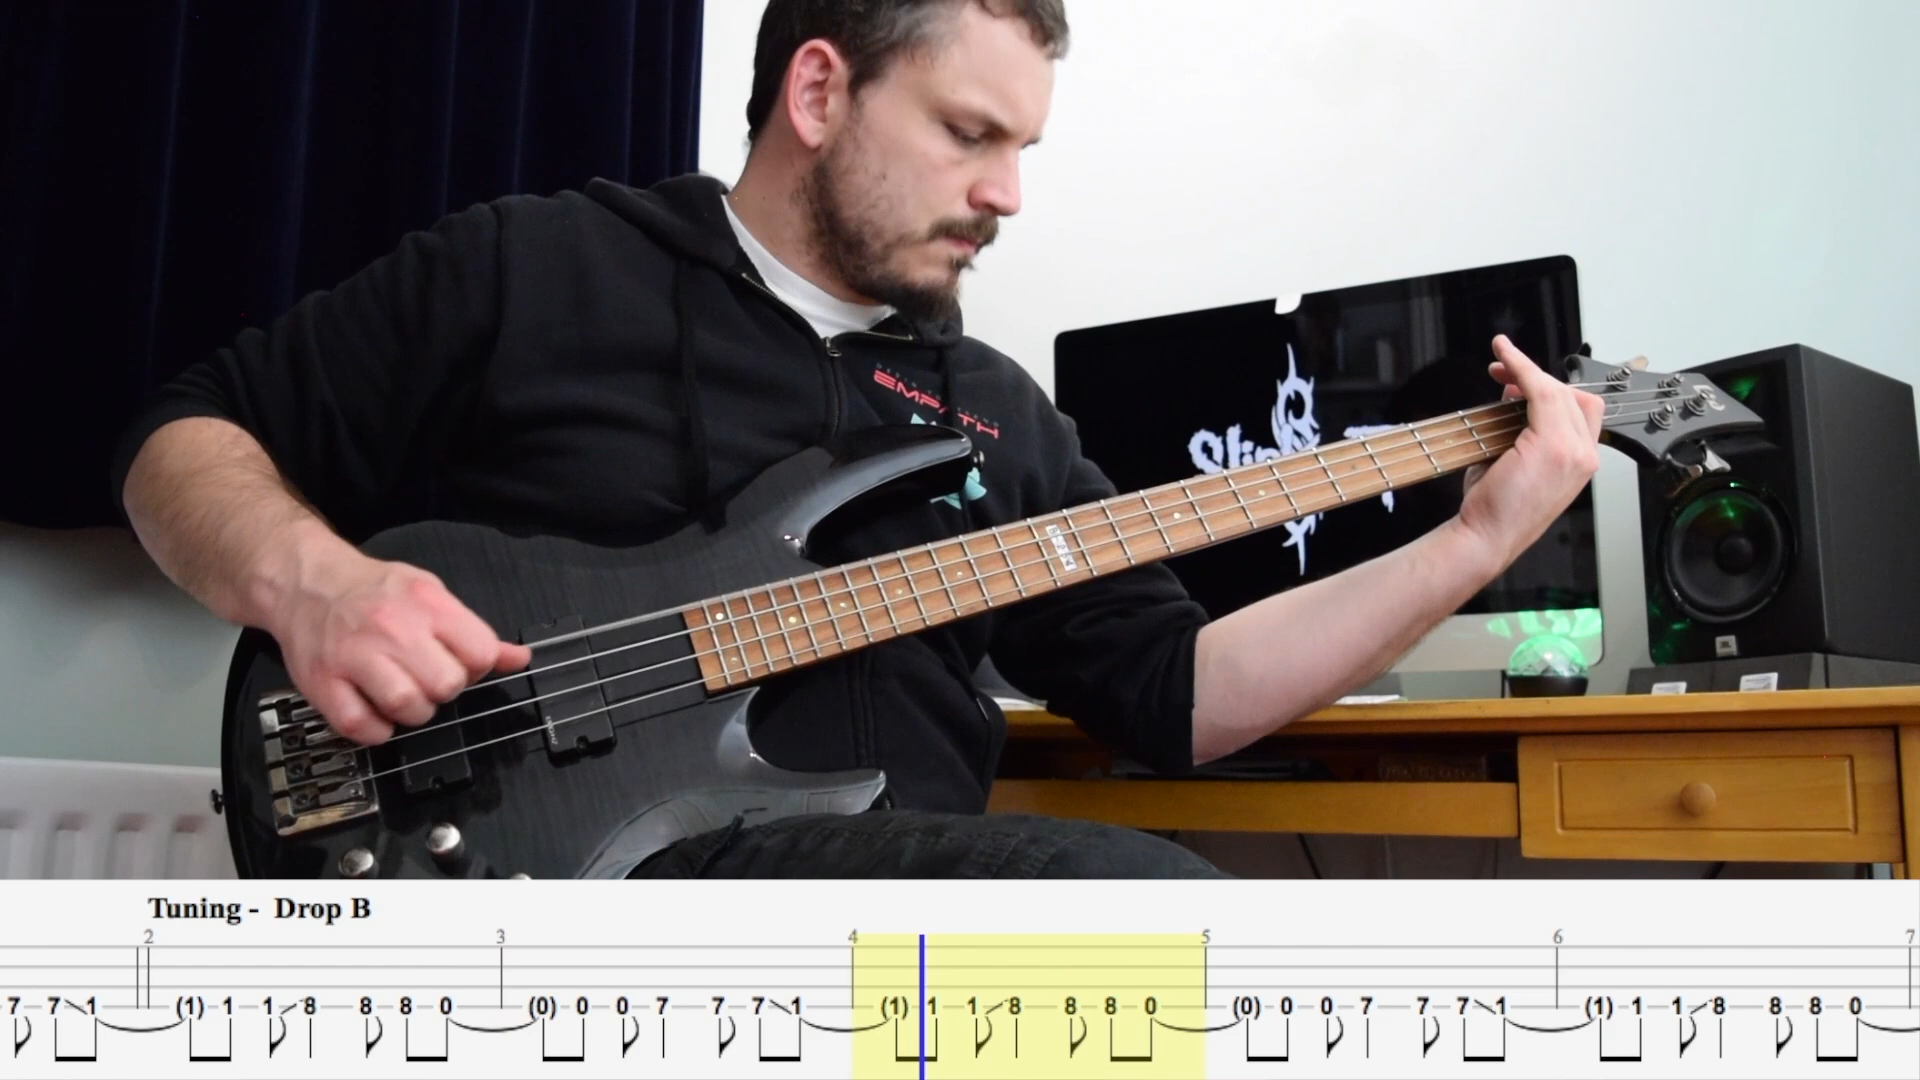 EMPATH
Slip
JBL
Tuning - Drop B
2 3 4 5 6 7
7 7 1 (1) 1 1 8 8 8 0 (0) 0 0 7 7 7 1 (1) 1 1 8 8 8 0 (0) 0 0 7 7 7 1 (1) 1 1 8 8 8 0